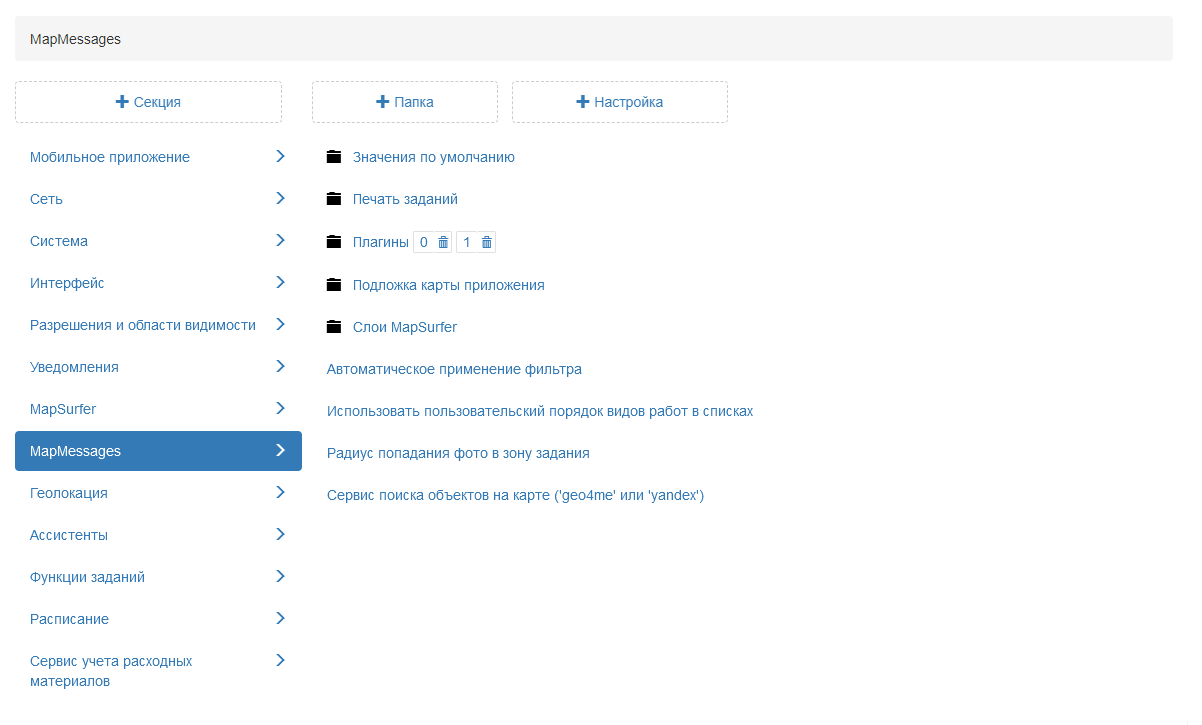 MapMessages
Секция
Папка
Настройка
Мобильное приложение
Сеть
Система
Интерфейс
Разрешения и области видимости
Уведомления
MapSurfer
MapMessages
Геолокация
Ассистенты
Функции заданий
Расписание
Сервис учета расходных
материалов
Значения по умолчанию
Печать заданий
Плагины 0 1
Подложка карты приложения
Слои MapSurfer
Автоматическое применение фильтра
Использовать пользовательский порядок видов работ в списках
Радиус попадания фото в зону задания
Сервис поиска объектов на карте ('geo4me' или 'yandex')